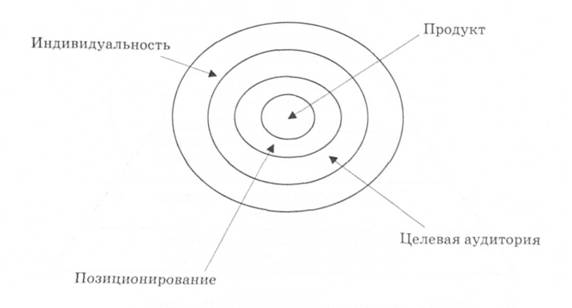 Продукт
Индивидуальность
Целевая аудитория
Позиционирование